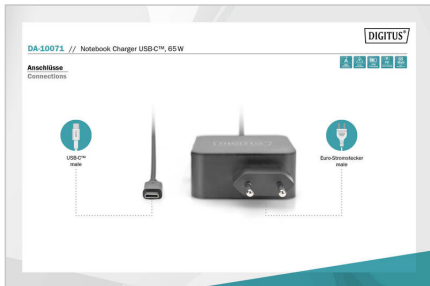 DIGITUS®
DA-10071 // Notebook Charger USB-C™, 65 W
Anschlüsse
Connections
USB-C™
male
Euro-Stromstecker
male